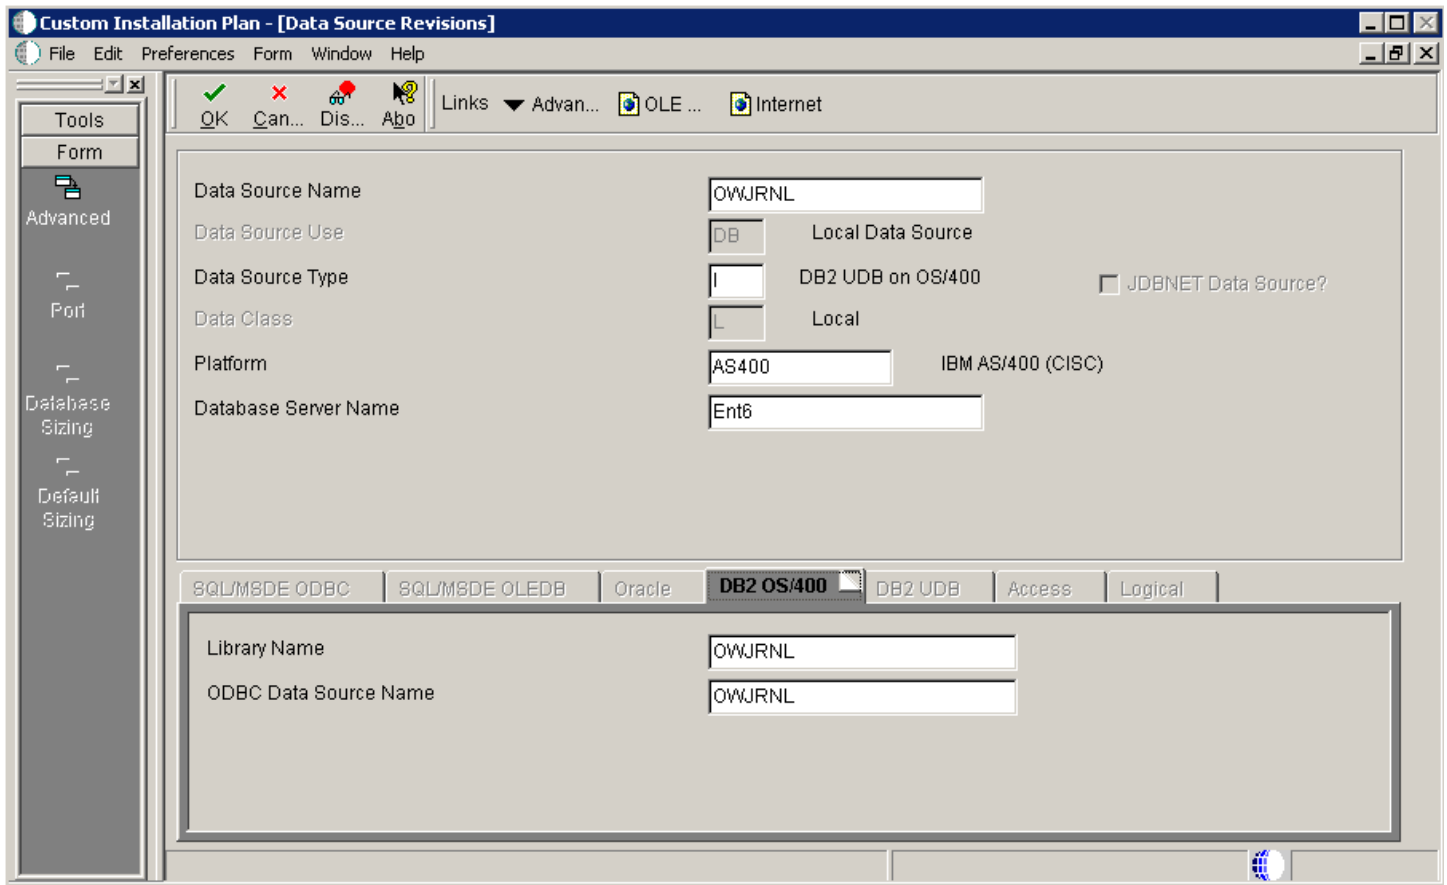 Custom Installation Plan - [Data Source Revisions]
File Edit Preferences Form Window Help
Tools
Form
Advanced
Port
Database
Sizing
Default
Sizing
OK Can... Dis... Abo Links Advan... OLE ... Internet
Data Source Name OWJRNL
Data Source Use DB Local Data Source
Data Source Type I DB2 UDB on OS/400 JDBNET Data Source?
Data Class L Local
Platform AS400 IBM AS/400 (CISC)
Database Server Name Ent6
SQL/MSDE ODBC SQL/MSDE OLEDB Oracle DB2 OS/400 DB2 UDB Access Logical
Library Name OWJRNL
ODBC Data Source Name OWJRNL